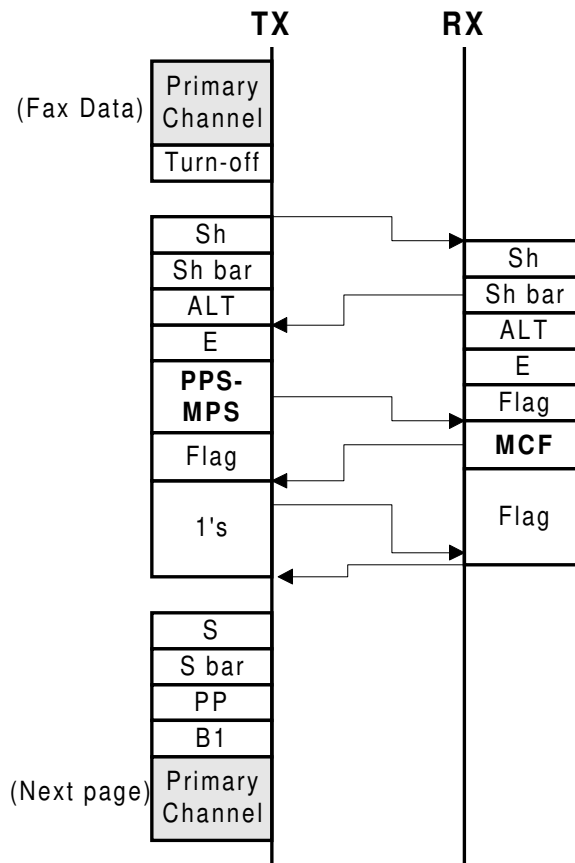 TX
RX
(Fax Data)
Primary
Channel
Turn-off
Sh
Sh bar
ALT
E
PPS-
MPS
Flag
1's
Sh
Sh bar
ALT
E
Flag
MCF
Flag
S
S bar
PP
B1
(Next page)
Primary
Channel